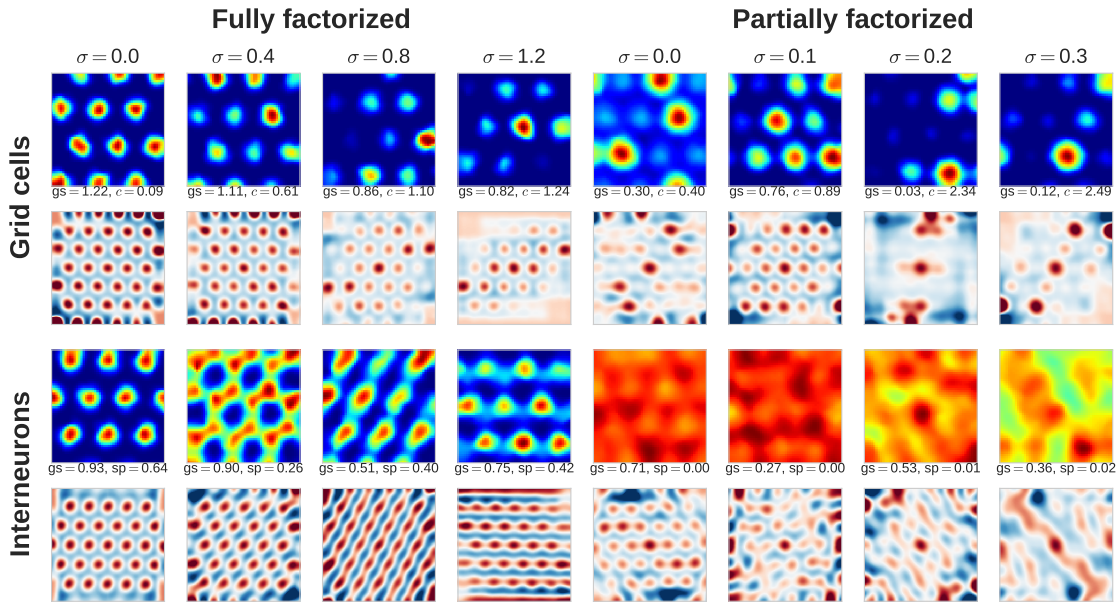 Fully factorized Partially factorized
σ = 0.0 σ = 0.4 σ = 0.8 σ = 1.2 σ = 0.0 σ = 0.1 σ = 0.2 σ = 0.3
Grid cells
gs = 1.22, c = 0.09 gs = 1.11, c = 0.61 gs = 0.86, c = 1.10 gs = 0.82, c = 1.24 gs = 0.30, c = 0.40 gs = 0.76, c = 0.89 gs = 0.03, c = 2.34 gs = 0.12, c = 2.49
Interneurons
gs = 0.93, sp = 0.64 gs = 0.90, sp = 0.26 gs = 0.51, sp = 0.40 gs = 0.75, sp = 0.42 gs = 0.71, sp = 0.00 gs = 0.27, sp = 0.00 gs = 0.53, sp = 0.01 gs = 0.36, sp = 0.02